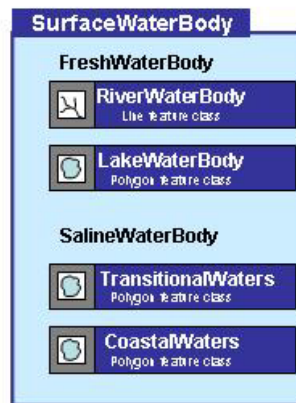 SurfaceWaterBody
FreshWaterBody
RiverWaterBody
Line feature class
LakeWaterBody
Polygon feature class
SalineWaterBody
TransitionalWaters
Polygon feature class
CoastalWaters
Polygon feature class